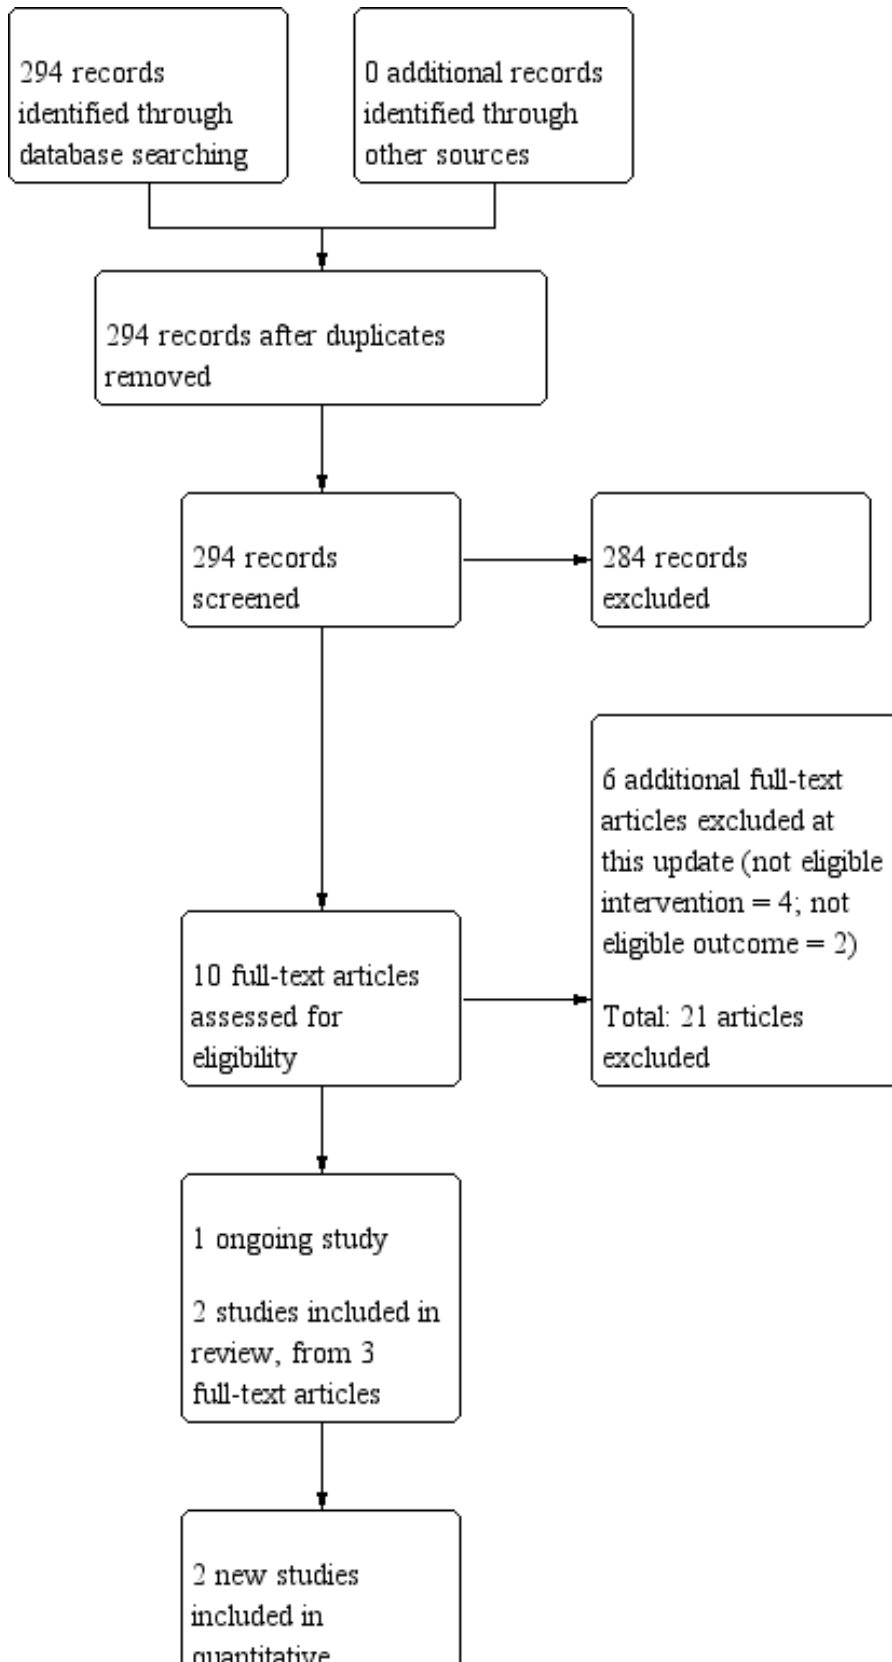 294 records
identified through
database searching
0 additional records
identified through
other sources
294 records after duplicates
removed
294 records
screened
284 records
excluded
6 additional full-text
articles excluded at
this update (not eligible
intervention = 4; not
eligible outcome = 2)
Total: 21 articles
excluded
10 full-text articles
assessed for
eligibility
1 ongoing study
2 studies included in
review, from 3
full-text articles
2 new studies
included in
quantitative